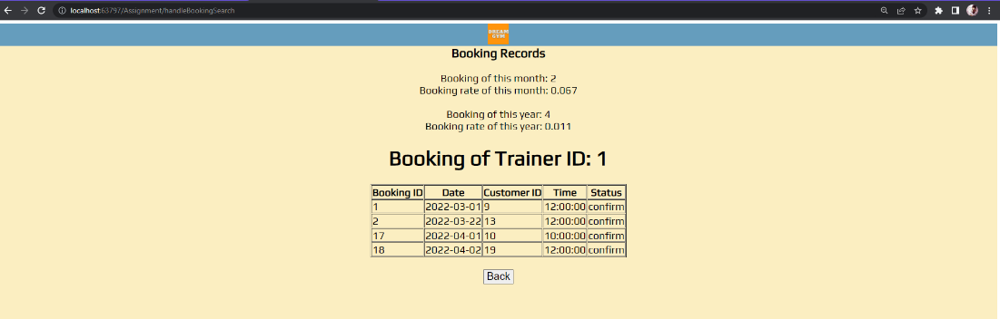 localhost:63797/Assignment/handleBookingSearch
DREAM
GYM
Booking Records
Booking of this month: 2
Booking rate of this month: 0.067
Booking of this year: 4
Booking rate of this year: 0.011
Booking of Trainer ID: 1
Booking ID Date Customer ID Time Status
1 2022-03-01 9 12:00:00 confirm
2 2022-03-22 13 12:00:00 confirm
17 2022-04-01 10 10:00:00 confirm
18 2022-04-02 19 12:00:00 confirm
Back